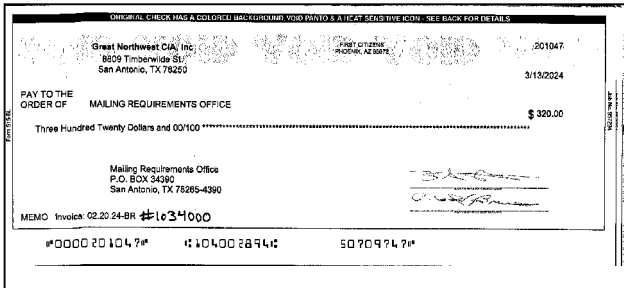 ORIGINAL CHECK HAS A COLORED BACKGROUND, VOID PANTO & A HEAT SENSITIVE ICON - SEE BACK FOR DETAILS
Great Northwest CIA, Inc
8609 Timberwilde St.
San Antonio, TX 78250
FIRST CITIZENS
PHOENIX, AZ
201047
3/13/2024
PAY TO THE
ORDER OF MAILING REQUIREMENTS OFFICE
$ 320.00
Three Hundred Twenty Dollars and 00/100
Mailing Requirements Office
P.O. BOX 34390
San Antonio, TX 78265-4390
MEMO Invoice: 02.20.24-BR #1034000